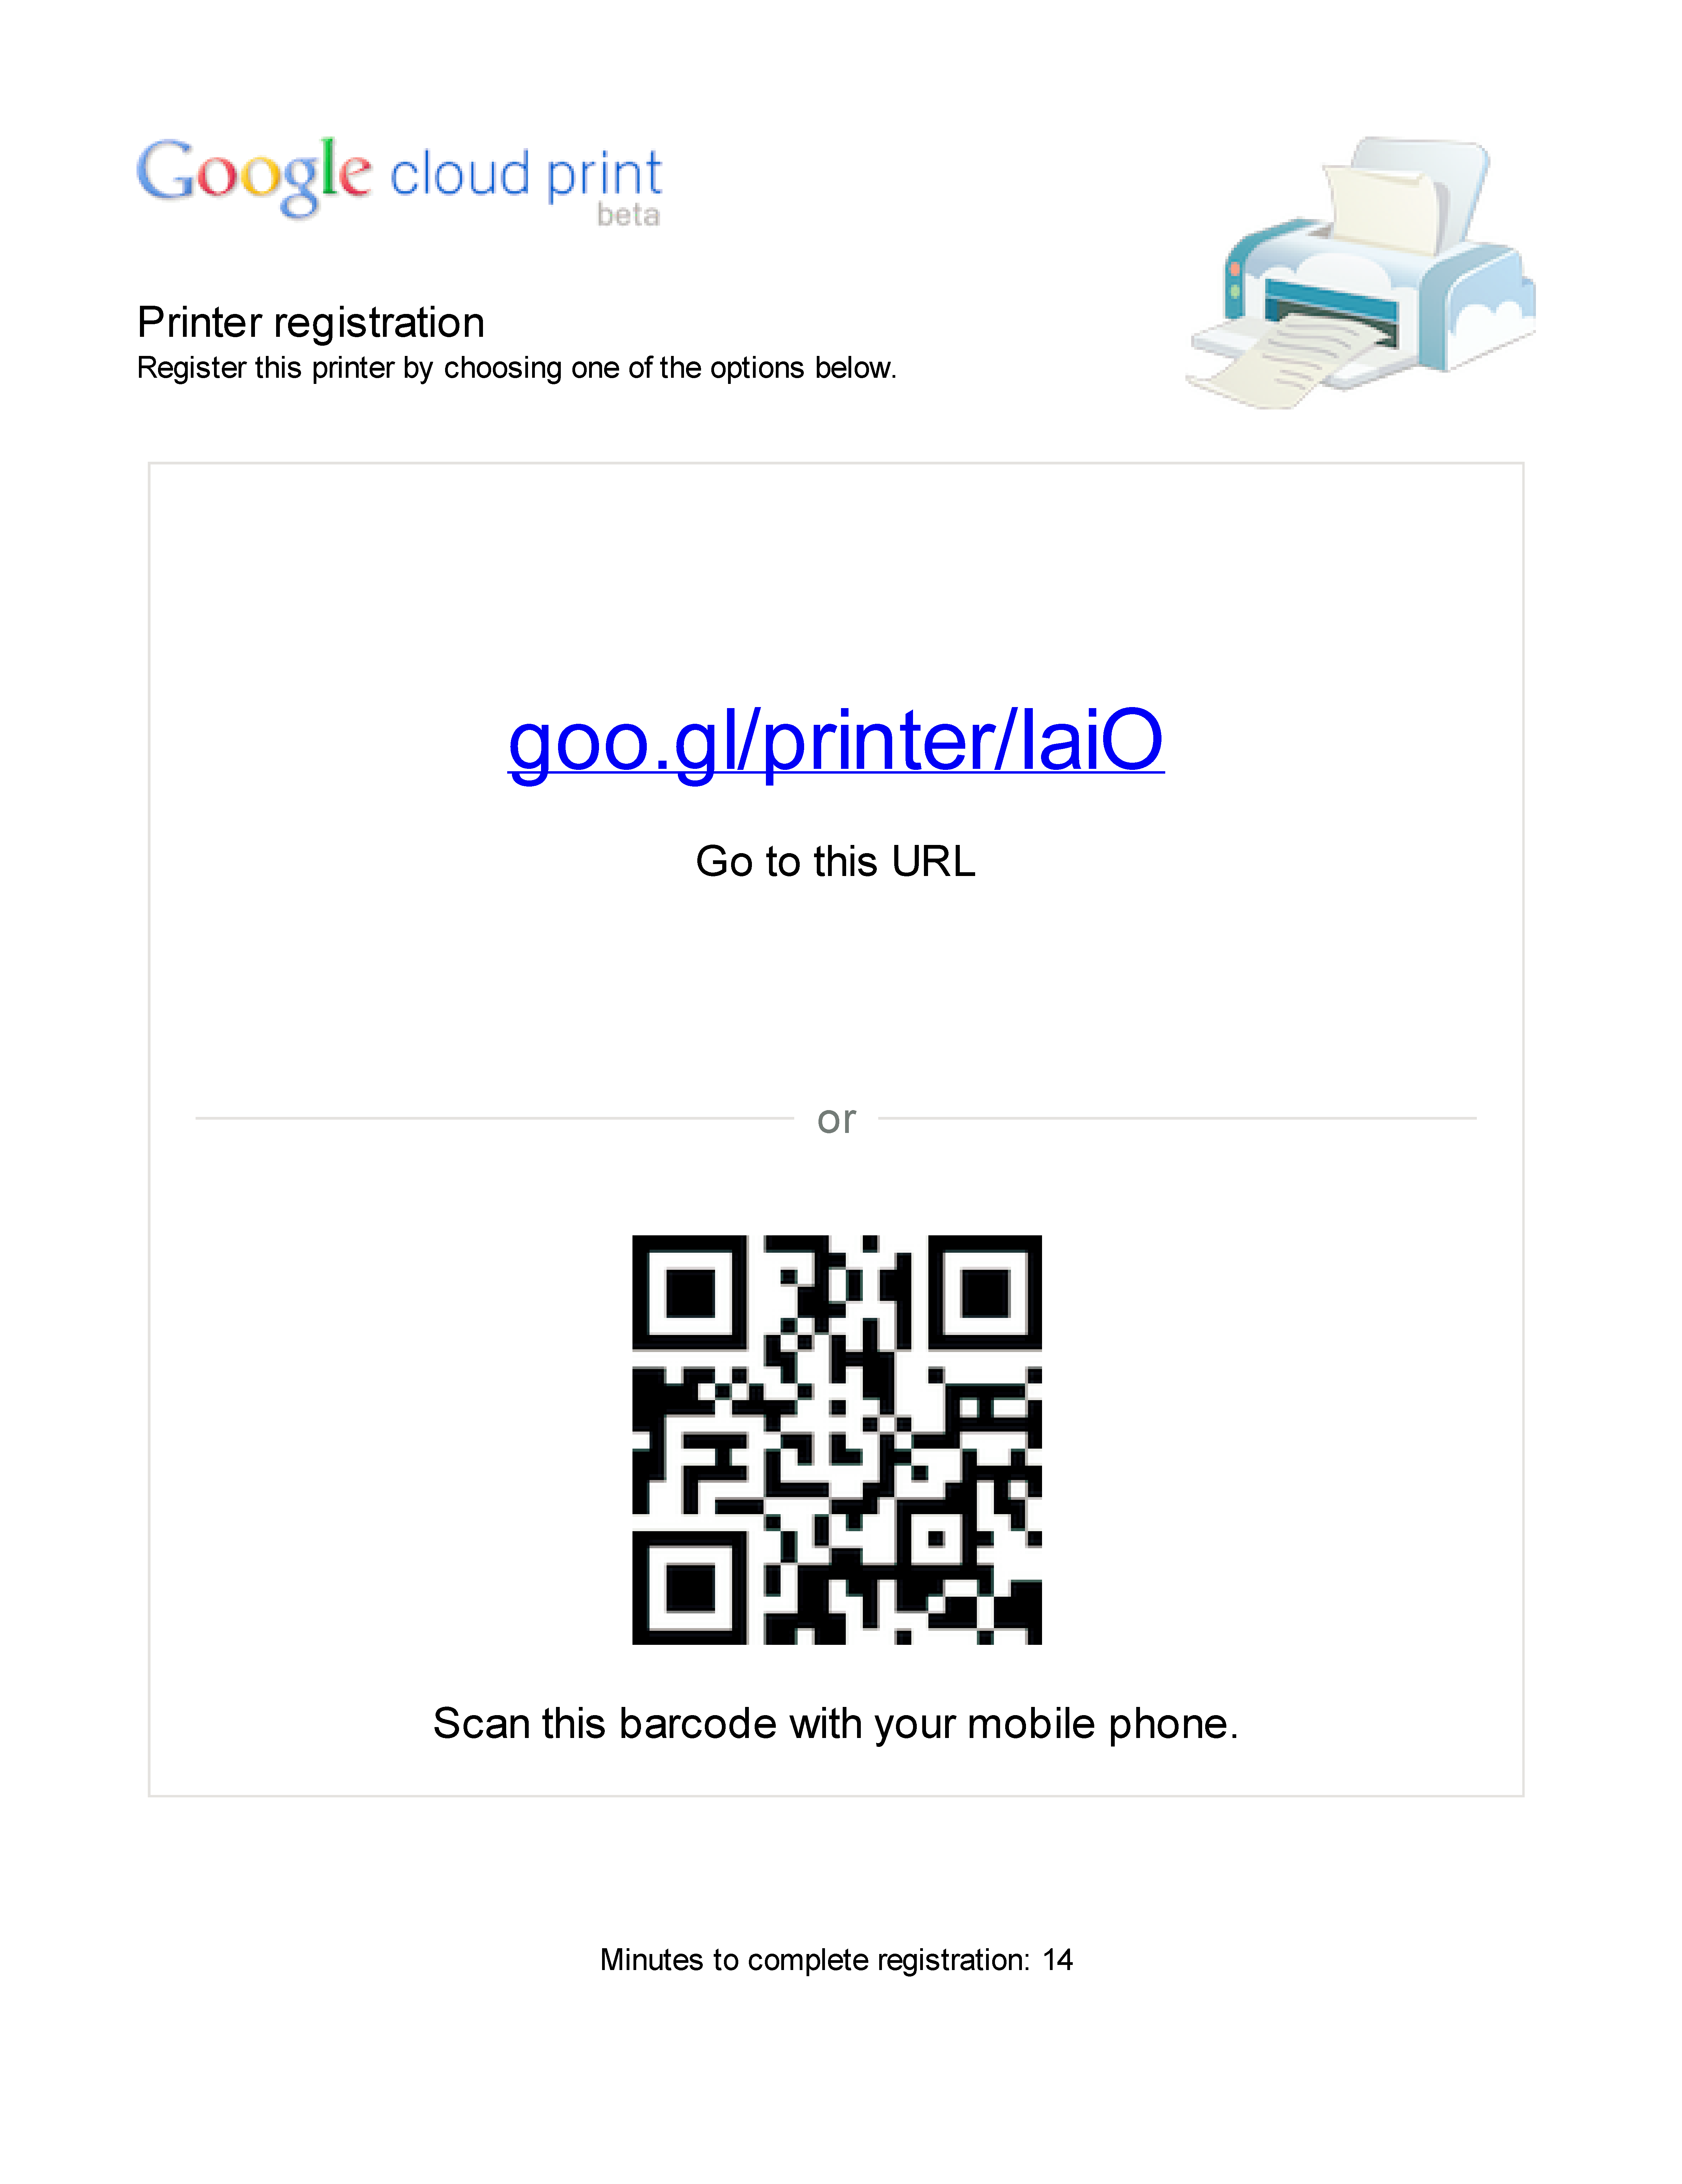 Google cloud print
beta
Printer registration
Register this printer by choosing one of the options below.
goo.gl/printer/IaiO
Go to this URL
or
Scan this barcode with your mobile phone.
Minutes to complete registration: 14